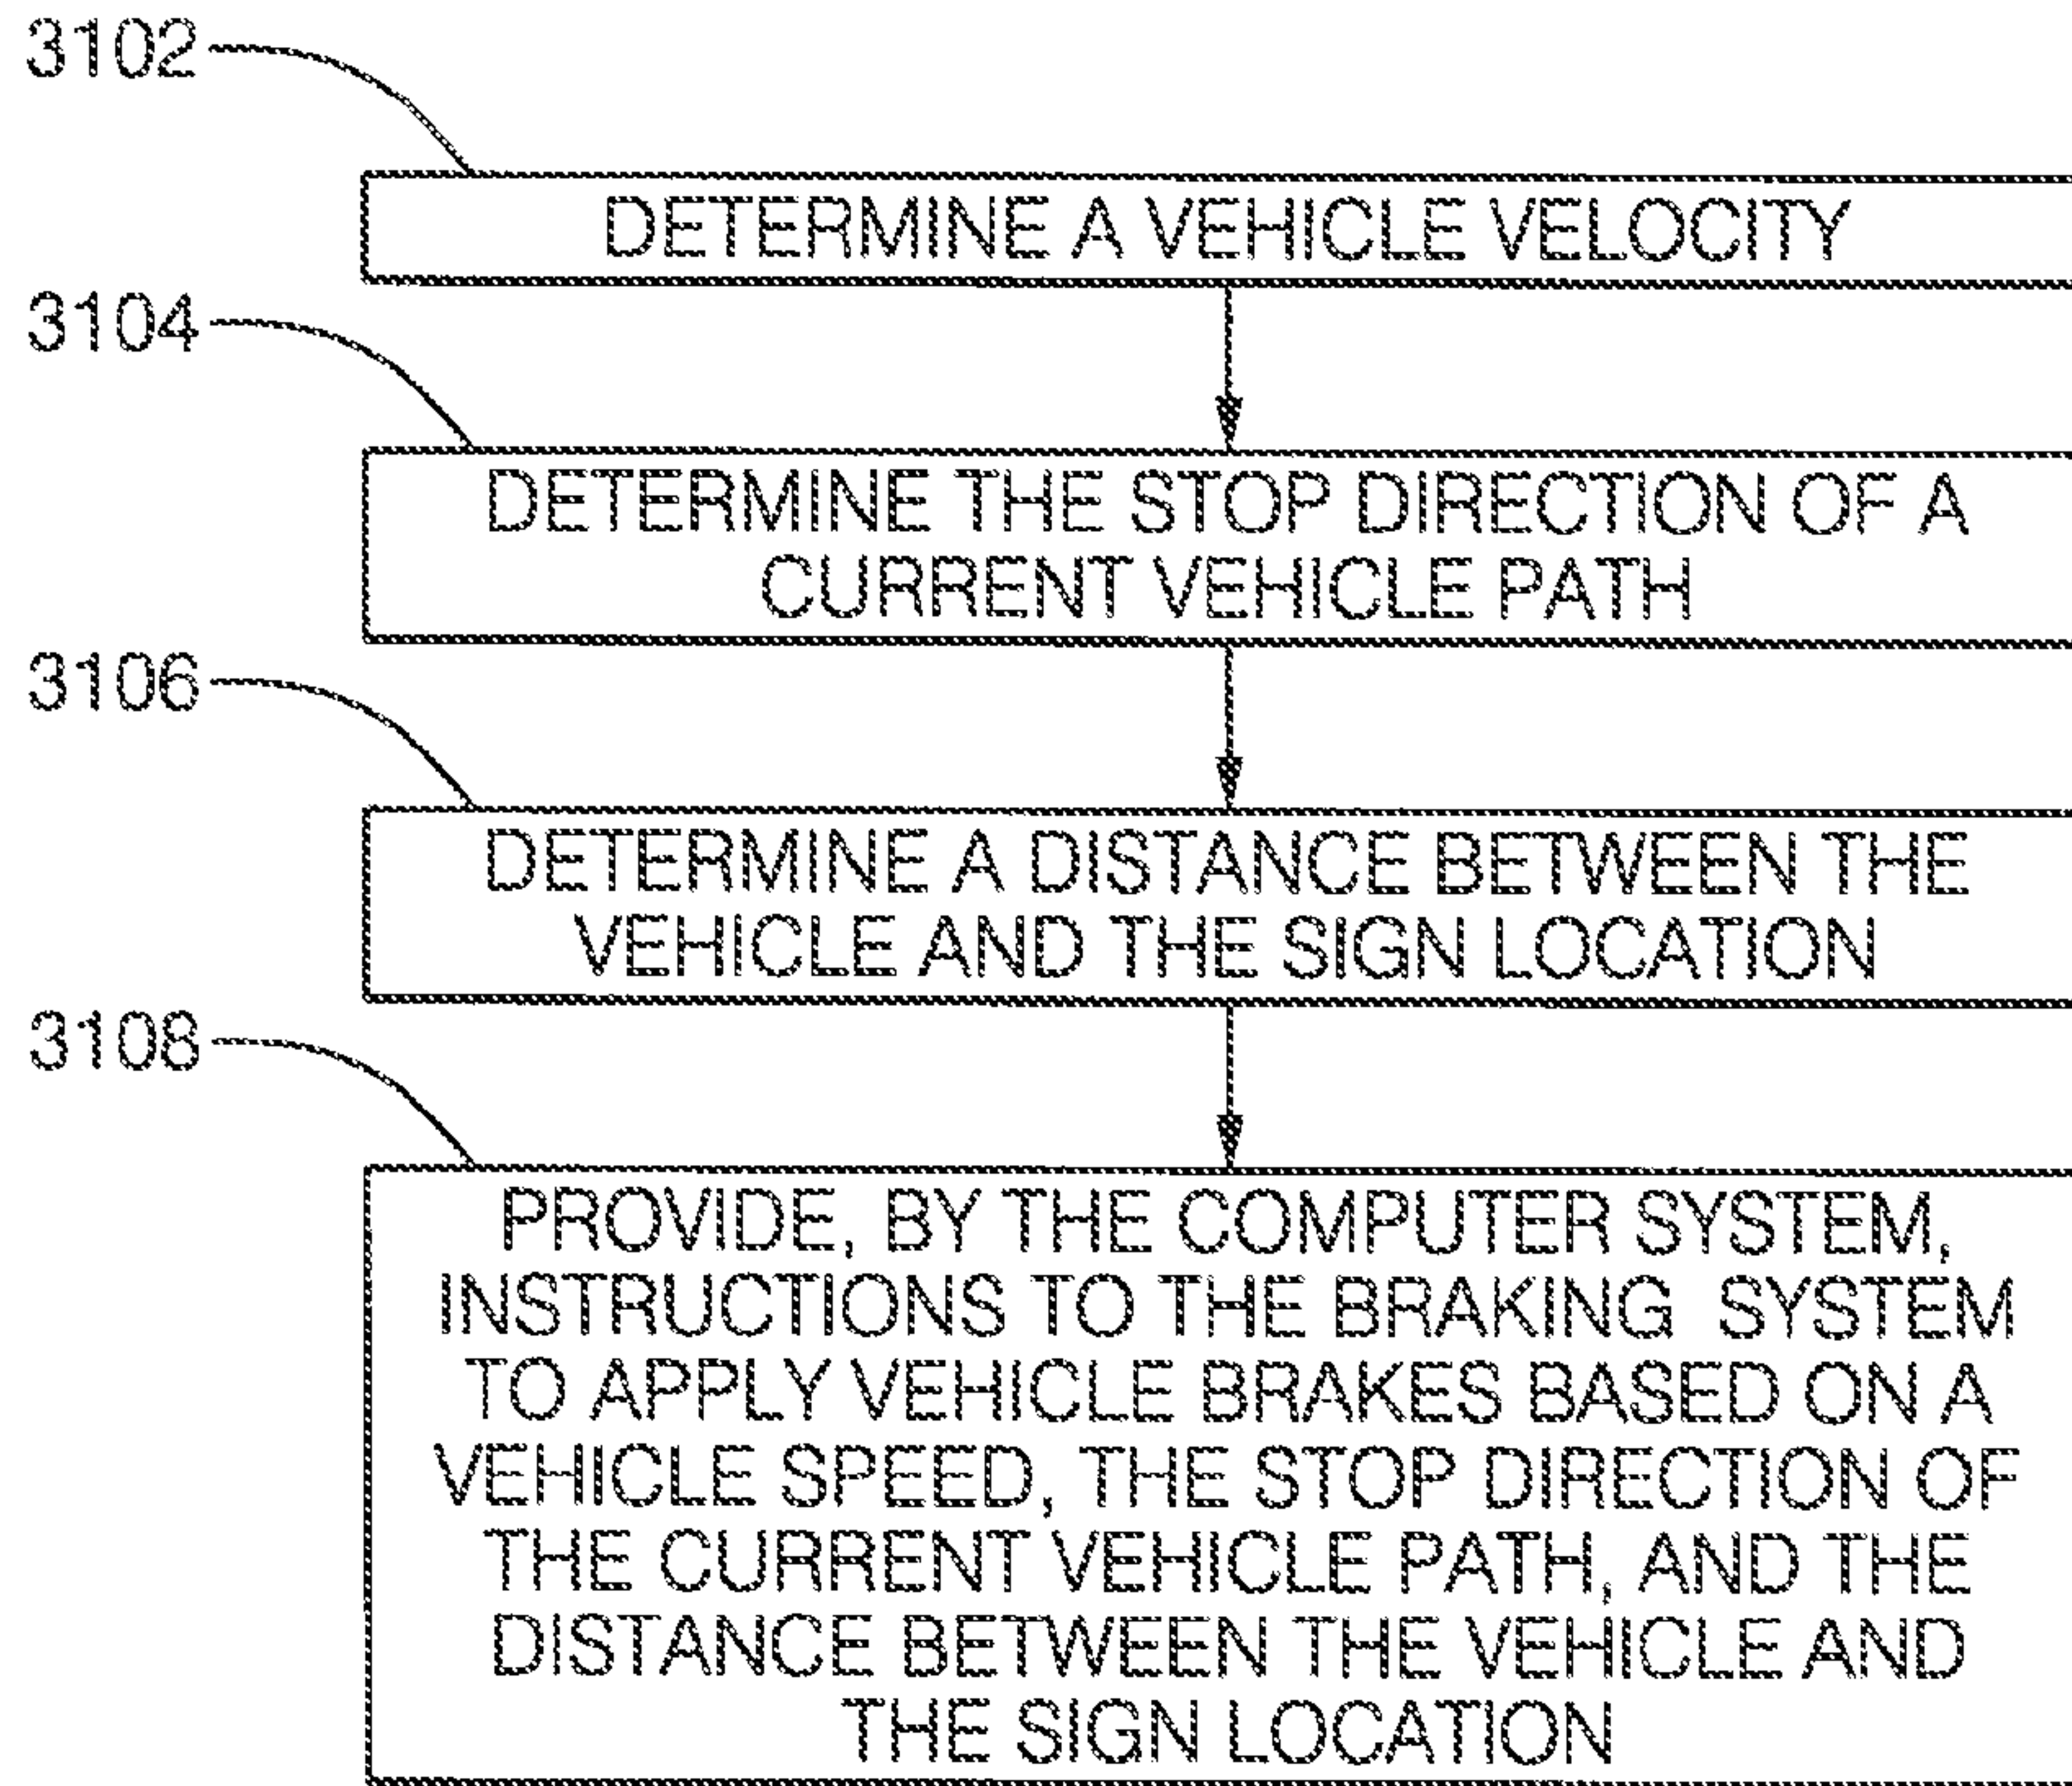 3102
DETERMINE A VEHICLE VELOCITY
3104
DETERMINE THE STOP DIRECTION OF A
CURRENT VEHICLE PATH
3106
DETERMINE A DISTANCE BETWEEN THE
VEHICLE AND THE SIGN LOCATION
3108
PROVIDE, BY THE COMPUTER SYSTEM,
INSTRUCTIONS TO THE BRAKING SYSTEM
TO APPLY VEHICLE BRAKES BASED ON A
VEHICLE SPEED, THE STOP DIRECTION OF
THE CURRENT VEHICLE PATH, AND THE
DISTANCE BETWEEN THE VEHICLE AND
THE SIGN LOCATION